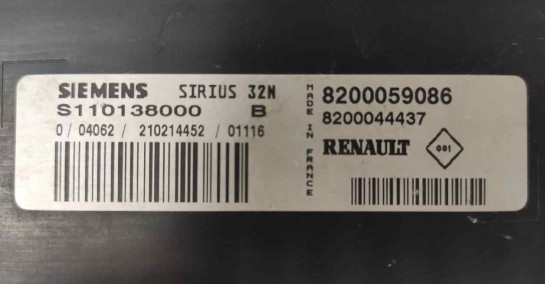 SIEMENS SIRIUS 32N
S110138000 B
0 / 04062 / 210214452 / 01116
MADE IN FRANCE
8200059086
8200044437
RENAULT 001